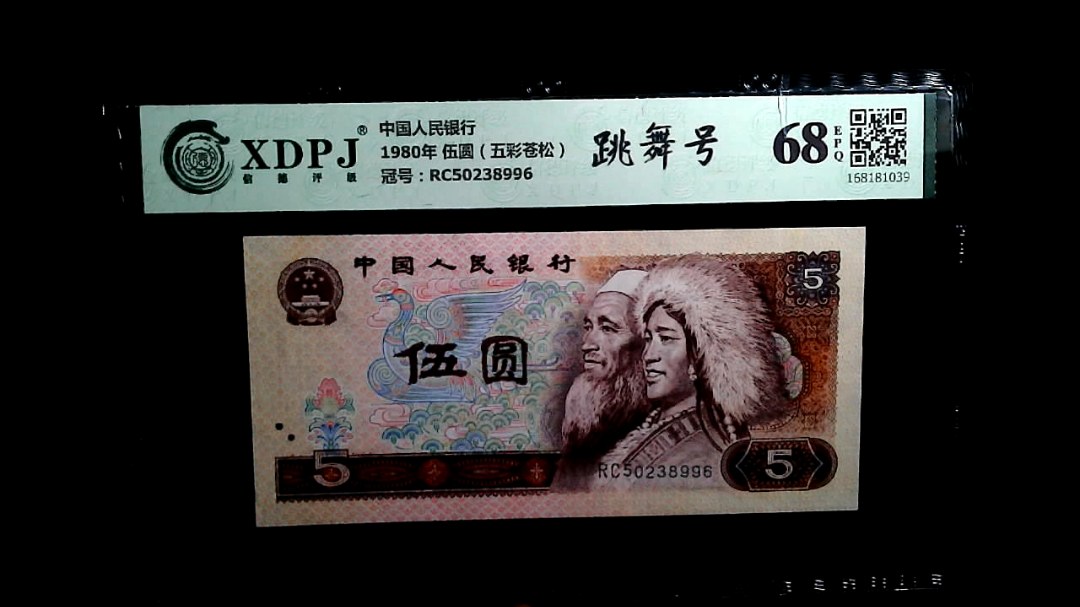 XDPJ®
信德评级
中国人民银行
1980年 伍圆（五彩苍松）
冠号：RC50238996
跳舞号
68
EPQ
168181039
中国人民银行
5
伍圆
5
RC50238996
5